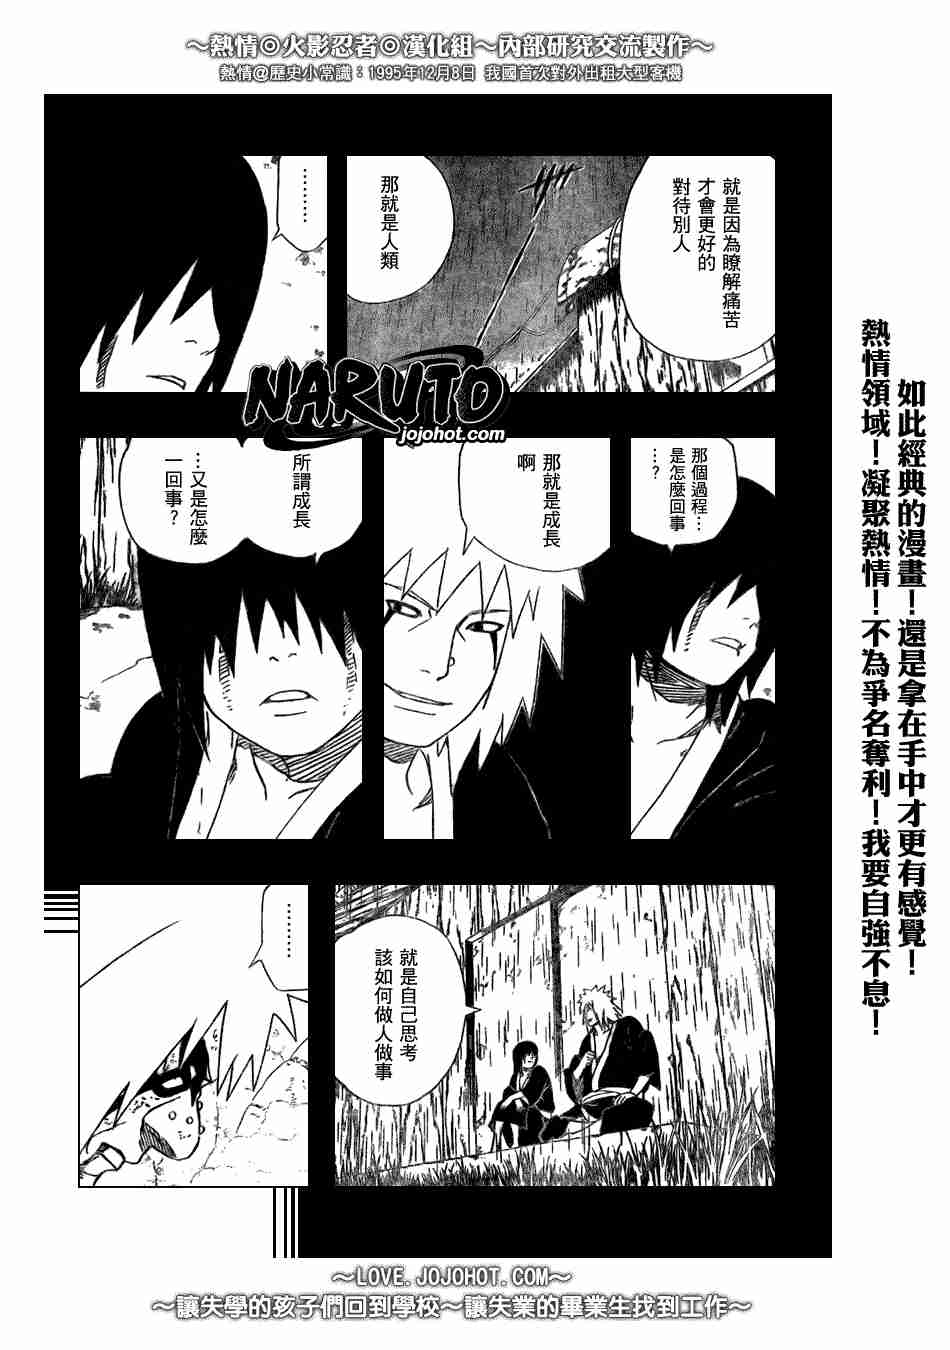 ～熱情◎火影忍者◎漢化組～內部研究交流製作～
熱情@歷史小常識：1995年12月8日 我國首次對外出租大型客機
就是因為瞭解痛苦
才會更好的
對待別人
那就是人類
………
NARUTO
jojohot.com
那個過程…
是怎麼回事
…？
那就是成長
啊
所謂成長
…又是怎麼
一回事？
就是自己思考
該如何做人做事
………
如此經典的漫畫！還是拿在手中才更有感覺！
熱情領域！凝聚熱情！不為爭名奪利！我要自強不息！
～LOVE.JOJOHOT.COM～
～讓失學的孩子們回到學校～讓失業的畢業生找到工作～